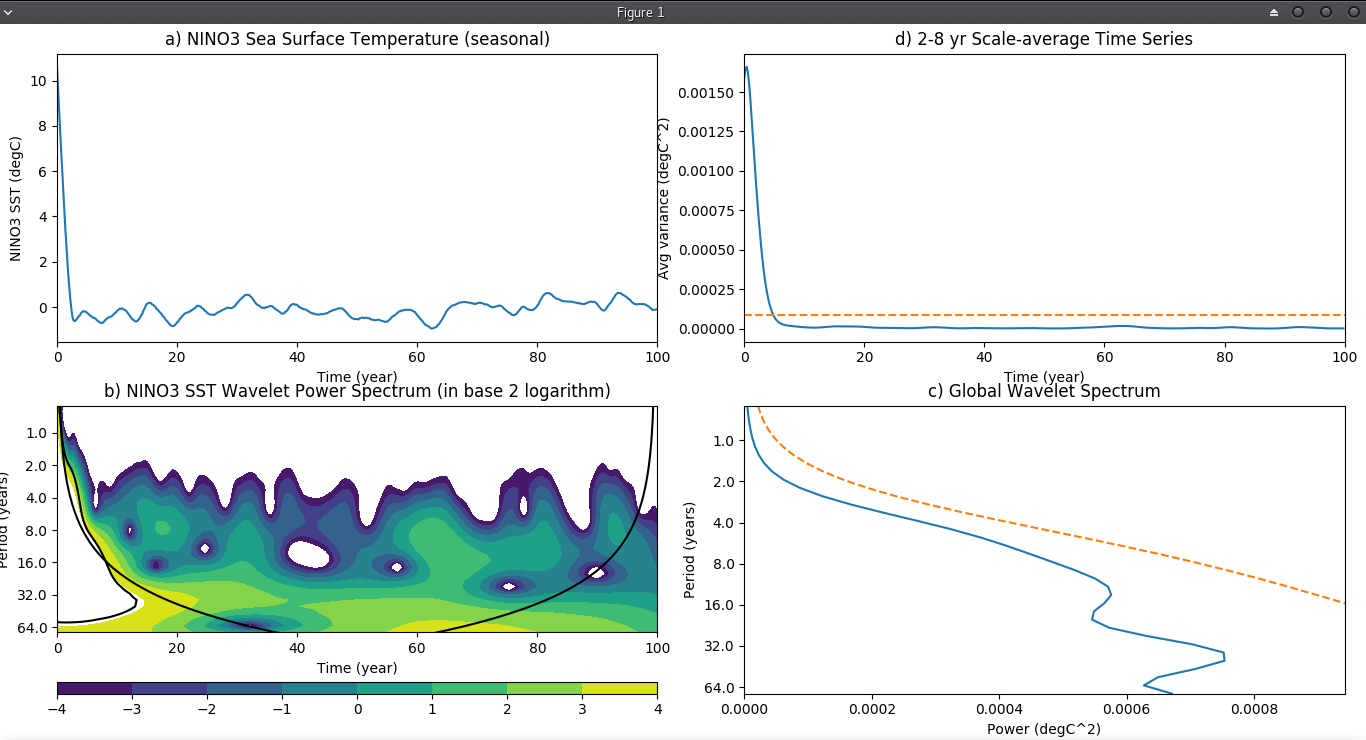 Figure 1
a) NINO3 Sea Surface Temperature (seasonal)
NINO3 SST (degC)
10
8
6
4
2
0
0 20 40 60 80 100
Time (year)
d) 2-8 yr Scale-average Time Series
Avg variance (degC^2)
0.00150
0.00125
0.00100
0.00075
0.00050
0.00025
0.00000
0 20 40 60 80 100
Time (year)
b) NINO3 SST Wavelet Power Spectrum (in base 2 logarithm)
Period (years)
1.0
2.0
4.0
8.0
16.0
32.0
64.0
0 20 40 60 80 100
Time (year)
−4 −3 −2 −1 0 1 2 3 4
c) Global Wavelet Spectrum
Period (years)
1.0
2.0
4.0
8.0
16.0
32.0
64.0
0.0000 0.0002 0.0004 0.0006 0.0008
Power (degC^2)